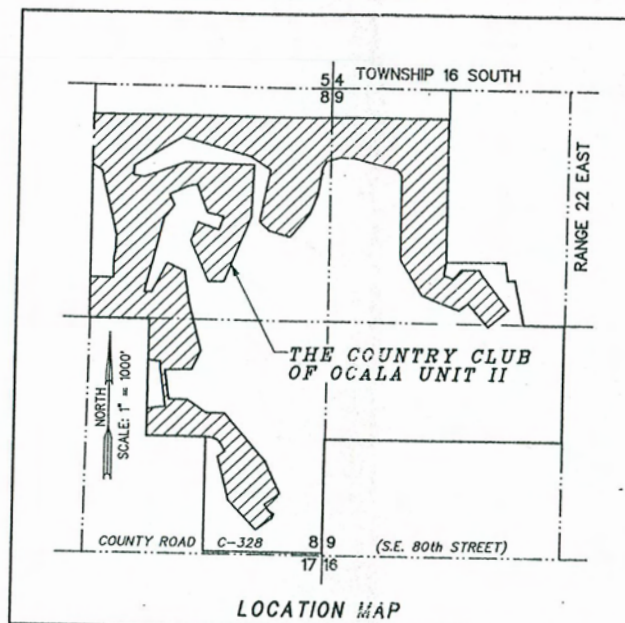 5 4
TOWNSHIP 16 SOUTH
8 9
RANGE 22 EAST
THE COUNTRY CLUB
OF OCALA UNIT II
NORTH
SCALE: 1" = 1000'
COUNTY ROAD C-328
8 9
(S.E. 80th STREET)
17 16
LOCATION MAP